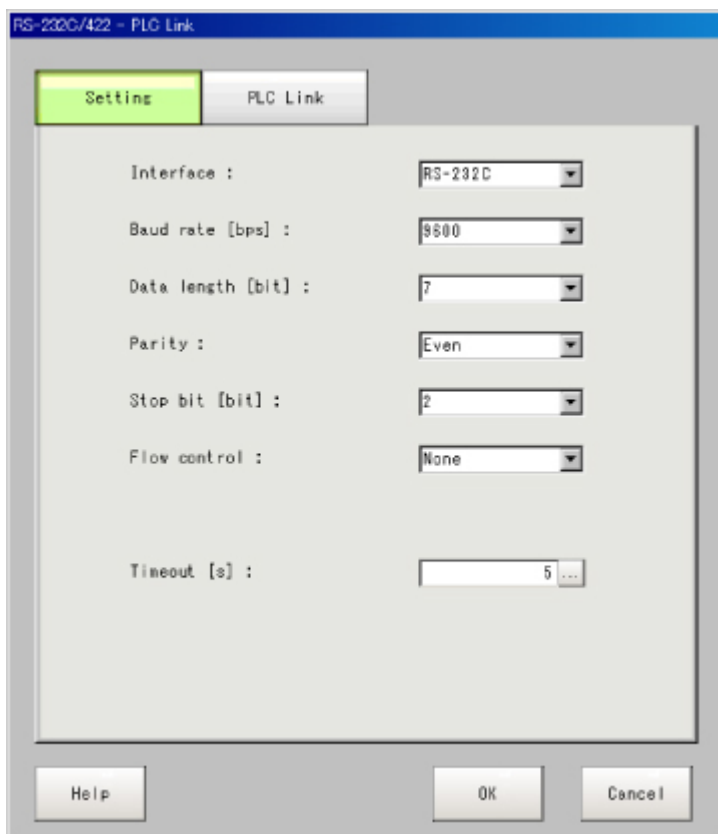 RS-232C/422 - PLC Link
Setting PLC Link
Interface : RS-232C
Baud rate [bps] : 9600
Data length [bit] : 7
Parity : Even
Stop bit [bit] : 2
Flow control : None
Timeout [s] : 5 ...
Help OK Cancel